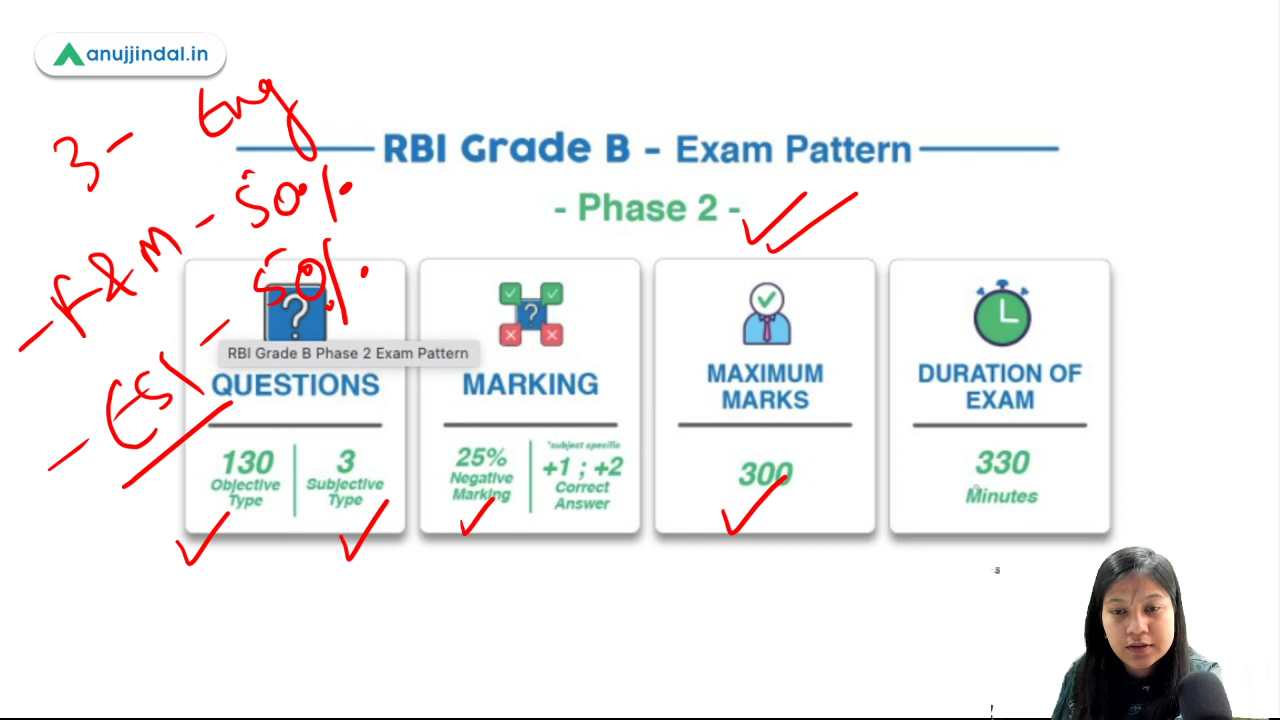 anujjindal.in
3 - Eng
RBI Grade B - Exam Pattern
- F&M - 50%
- Phase 2 -
- ESI - 50%
RBI Grade B Phase 2 Exam Pattern
QUESTIONS
130
Objective
Type
3
Subjective
Type
MARKING
25%
Negative
Marking
*subject specific
+1 ; +2
Correct
Answer
MAXIMUM
MARKS
300
DURATION OF
EXAM
330
Minutes